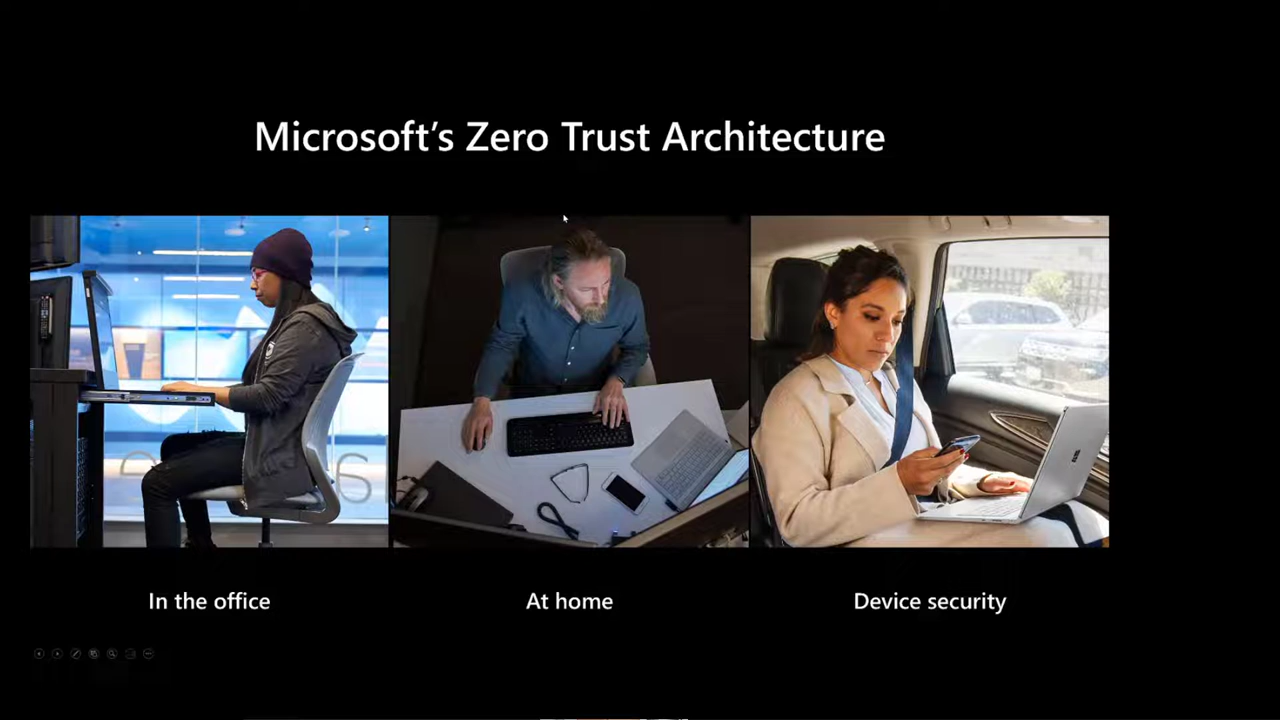 Microsoft's Zero Trust Architecture
In the office
At home
Device security